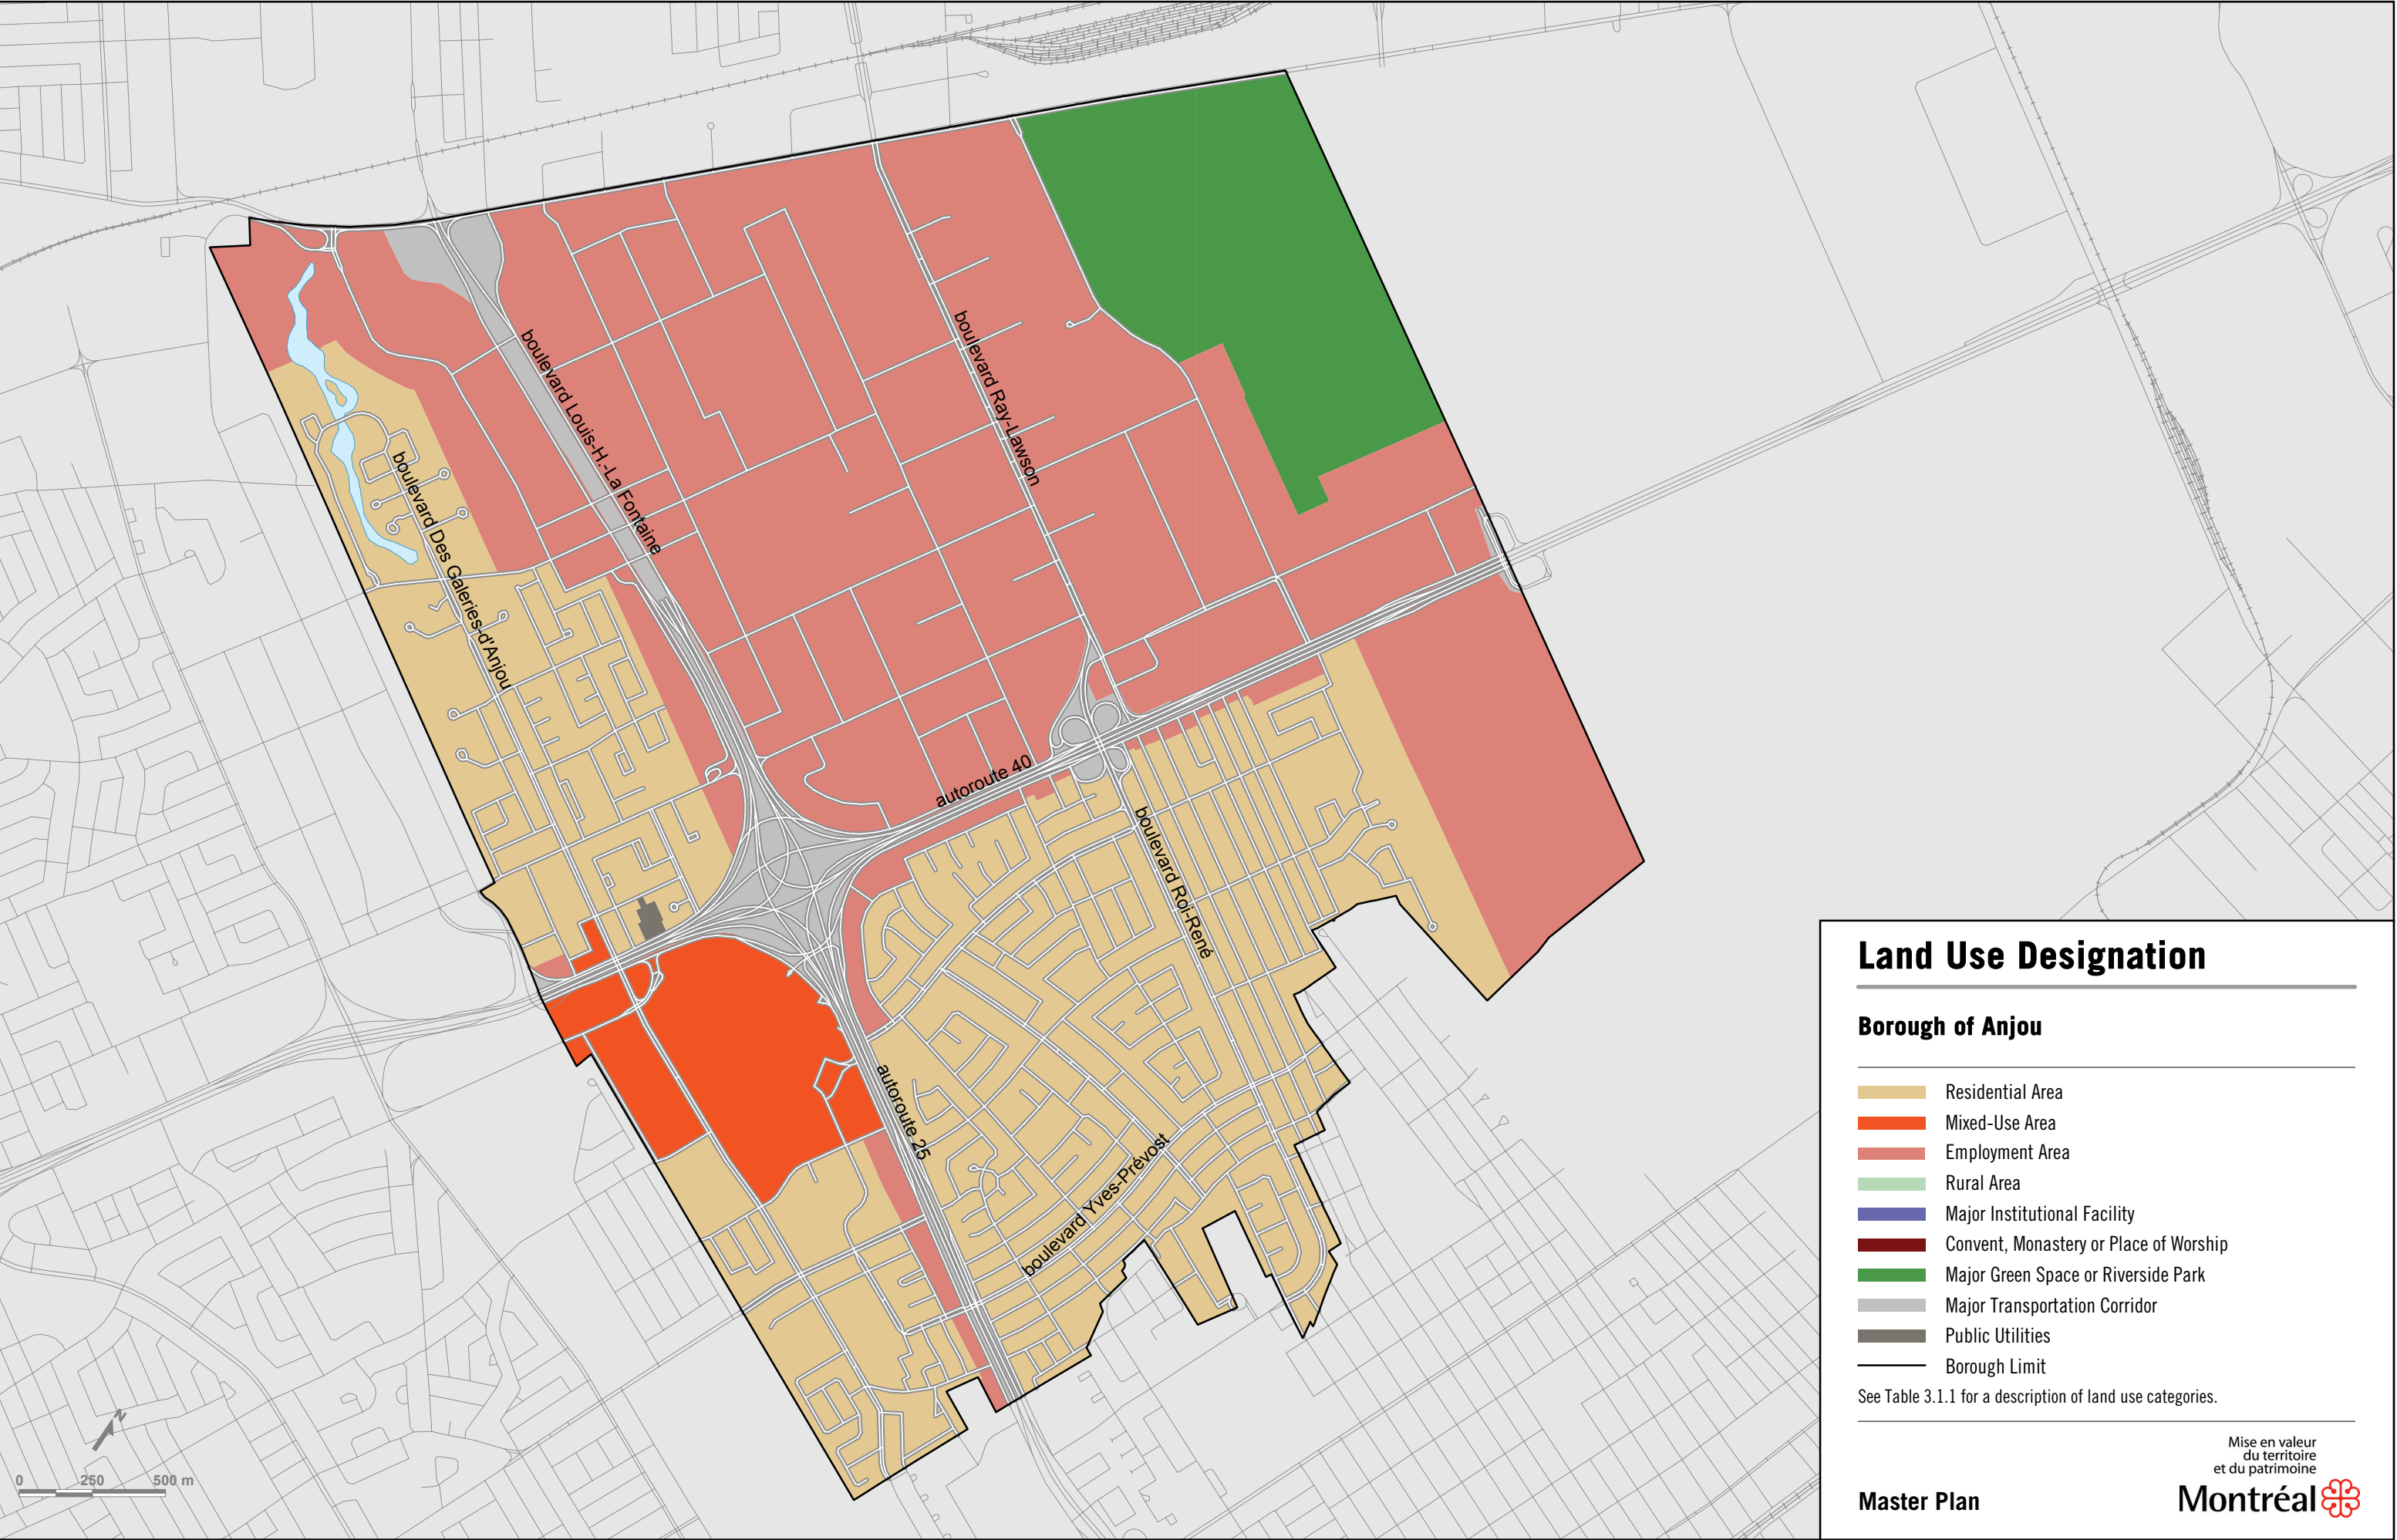 boulevard Louis-H.-La Fontaine
boulevard Ray-Lawson
boulevard Des Galeries-d'Anjou
autoroute 40
boulevard Roi-René
autoroute 25
boulevard Yves-Prévost
N
0 250 500 m
Land Use Designation
Borough of Anjou
Residential Area
Mixed-Use Area
Employment Area
Rural Area
Major Institutional Facility
Convent, Monastery or Place of Worship
Major Green Space or Riverside Park
Major Transportation Corridor
Public Utilities
Borough Limit
See Table 3.1.1 for a description of land use categories.
Mise en valeur
du territoire
et du patrimoine
Master Plan
Montréal